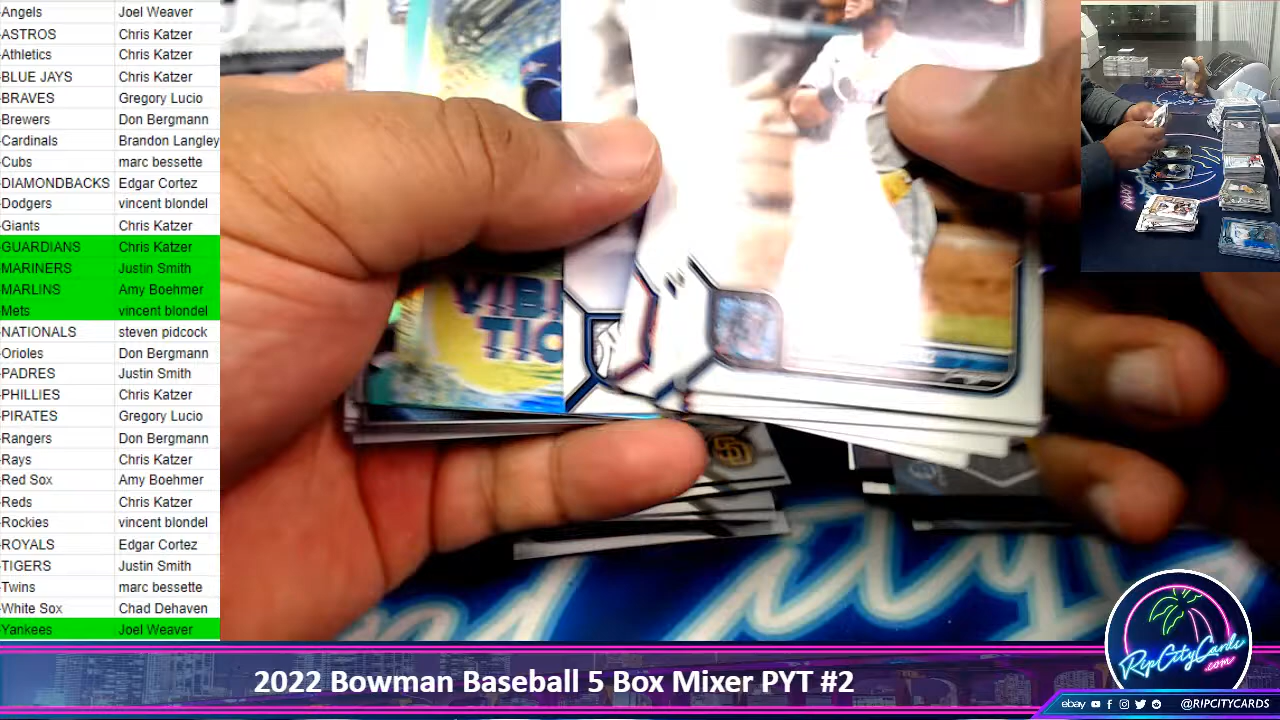 -Angels Joel Weaver
-ASTROS Chris Katzer
-Athletics Chris Katzer
-BLUE JAYS Chris Katzer
-BRAVES Gregory Lucio
-Brewers Don Bergmann
-Cardinals Brandon Langley
-Cubs marc bessette
-DIAMONDBACKS Edgar Cortez
-Dodgers vincent blondel
-Giants Chris Katzer
-GUARDIANS Chris Katzer
-MARINERS Justin Smith
-MARLINS Amy Boehmer
-Mets vincent blondel
-NATIONALS steven pidcock
-Orioles Don Bergmann
-PADRES Justin Smith
-PHILLIES Chris Katzer
-PIRATES Gregory Lucio
-Rangers Don Bergmann
-Rays Chris Katzer
-Red Sox Amy Boehmer
-Reds Chris Katzer
-Rockies vincent blondel
-ROYALS Edgar Cortez
-TIGERS Justin Smith
-Twins marc bessette
-White Sox Chad Dehaven
-Yankees Joel Weaver
VIB
TIO
SD
RipCityCards
.com
2022 Bowman Baseball 5 Box Mixer PYT #2
ebay @RIPCITYCARDS